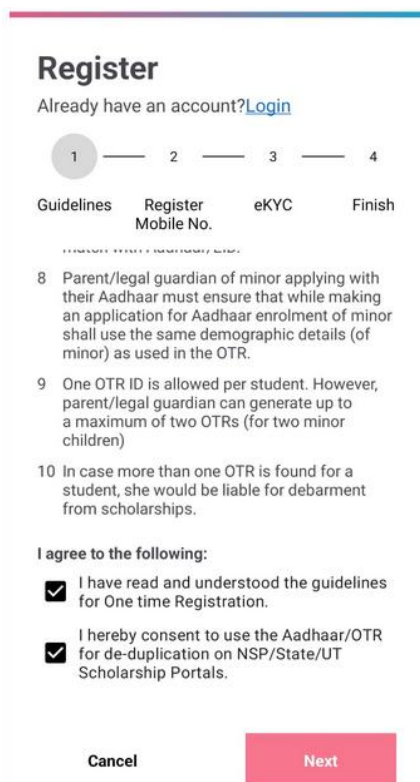 Register
Already have an account?Login
1 2 3 4
Guidelines Register Mobile No. eKYC Finish
8 Parent/legal guardian of minor applying with
their Aadhaar must ensure that while making
an application for Aadhaar enrolment of minor
shall use the same demographic details (of
minor) as used in the OTR.
9 One OTR ID is allowed per student. However,
parent/legal guardian can generate up to
a maximum of two OTRs (for two minor
children)
10 In case more than one OTR is found for a
student, she would be liable for debarment
from scholarships.
I agree to the following:
I have read and understood the guidelines
for One time Registration.
I hereby consent to use the Aadhaar/OTR
for de-duplication on NSP/State/UT
Scholarship Portals.
Cancel Next